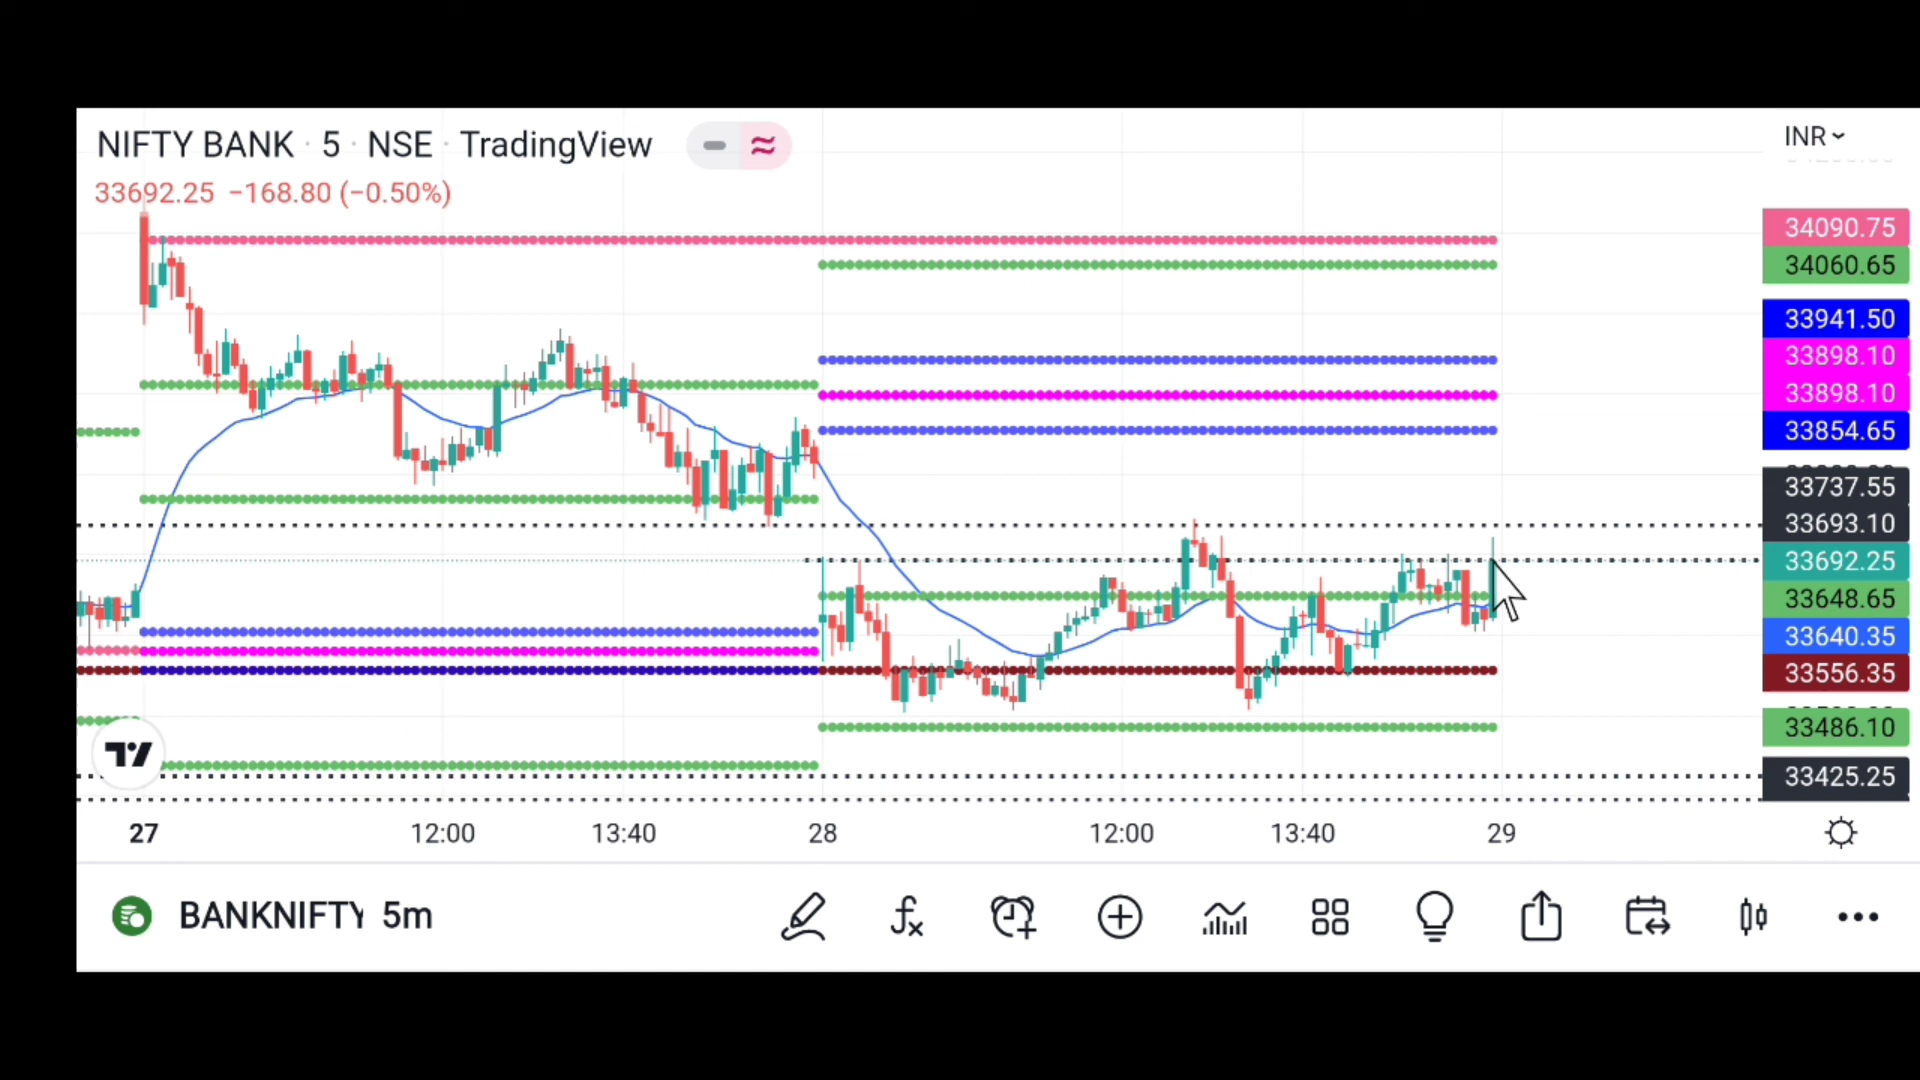 NIFTY BANK · 5 · NSE · TradingView
INR
33692.25 −168.80 (−0.50%)
34090.75
34060.65
33941.50
33898.10
33898.10
33854.65
33737.55
33693.10
33692.25
33648.65
33640.35
33556.35
33486.10
33425.25
27 12:00 13:40 28 12:00 13:40 29
BANKNIFTY 5m